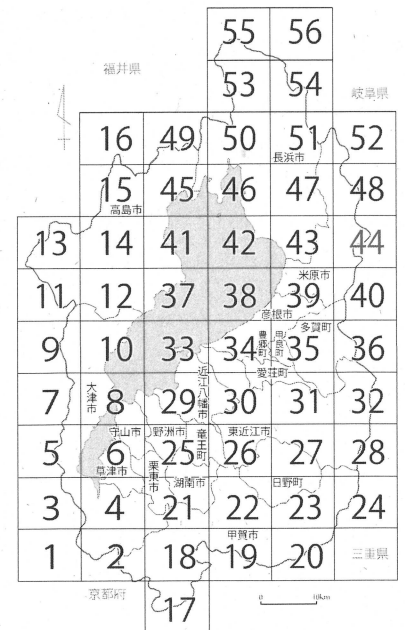 55 56
福井県
53 54
岐阜県
16 49 50 51 52
長浜市
15 45 46 47 48
高島市
13 14 41 42 43 44
米原市
11 12 37 38 39 40
彦根市
多賀町
9 10 33 34 35 36
豊郷町
甲良町
愛荘町
大津市
近江八幡市
7 8 29 30 31 32
守山市 野洲市 竜王町 東近江市
5 6 25 26 27 28
草津市
栗東市
湖南市
日野町
3 4 21 22 23 24
甲賀市
1 2 18 19 20
三重県
京都府
0 10km
17